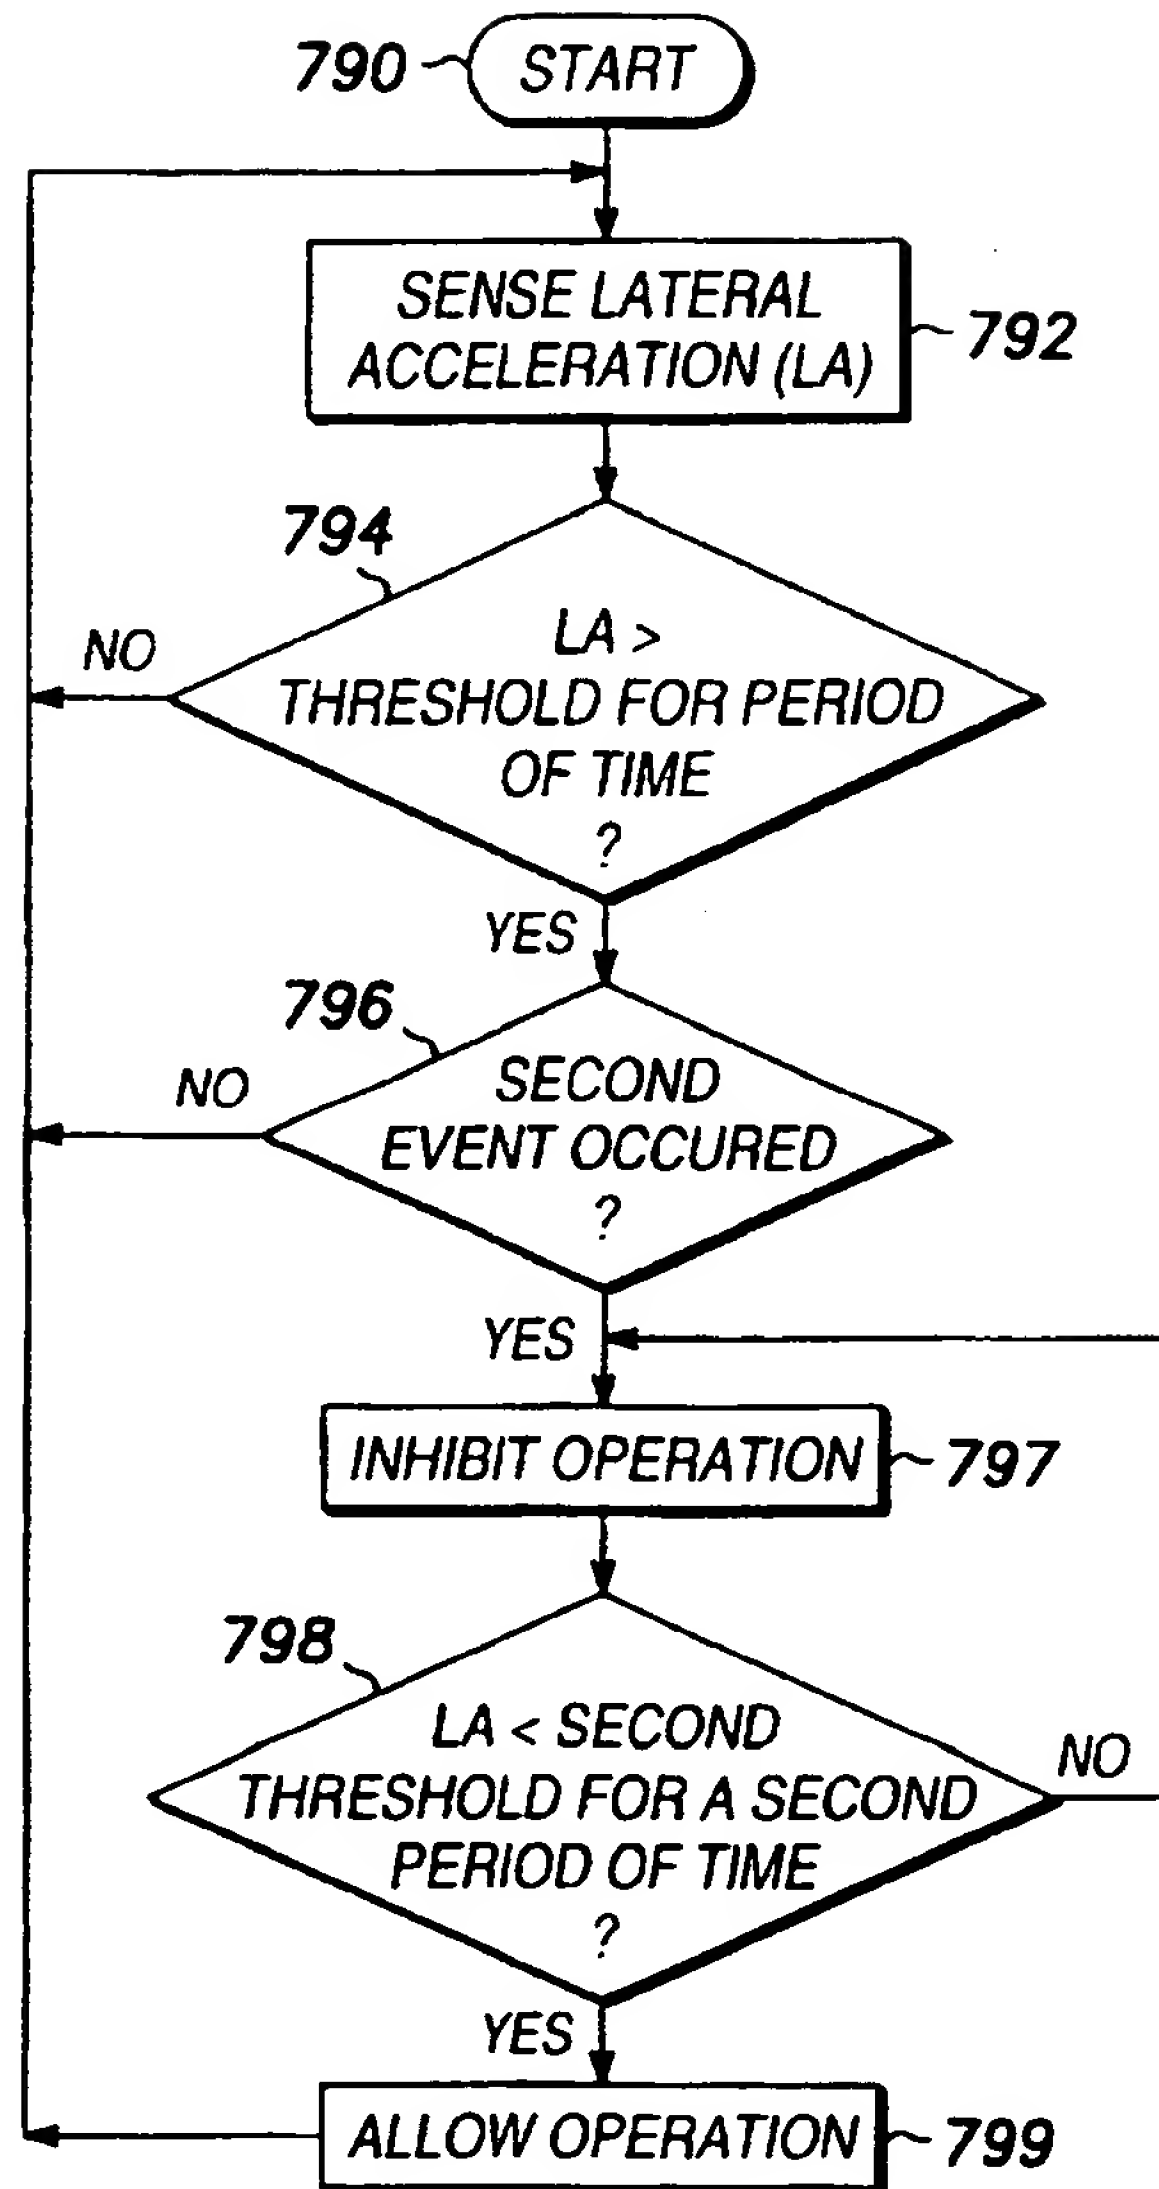 790
START
SENSE LATERAL
ACCELERATION (LA)
792
794
NO
LA >
THRESHOLD FOR PERIOD
OF TIME
?
YES
796
NO
SECOND
EVENT OCCURED
?
YES
INHIBIT OPERATION
797
798
LA < SECOND
THRESHOLD FOR A SECOND
PERIOD OF TIME
?
NO
YES
ALLOW OPERATION
799